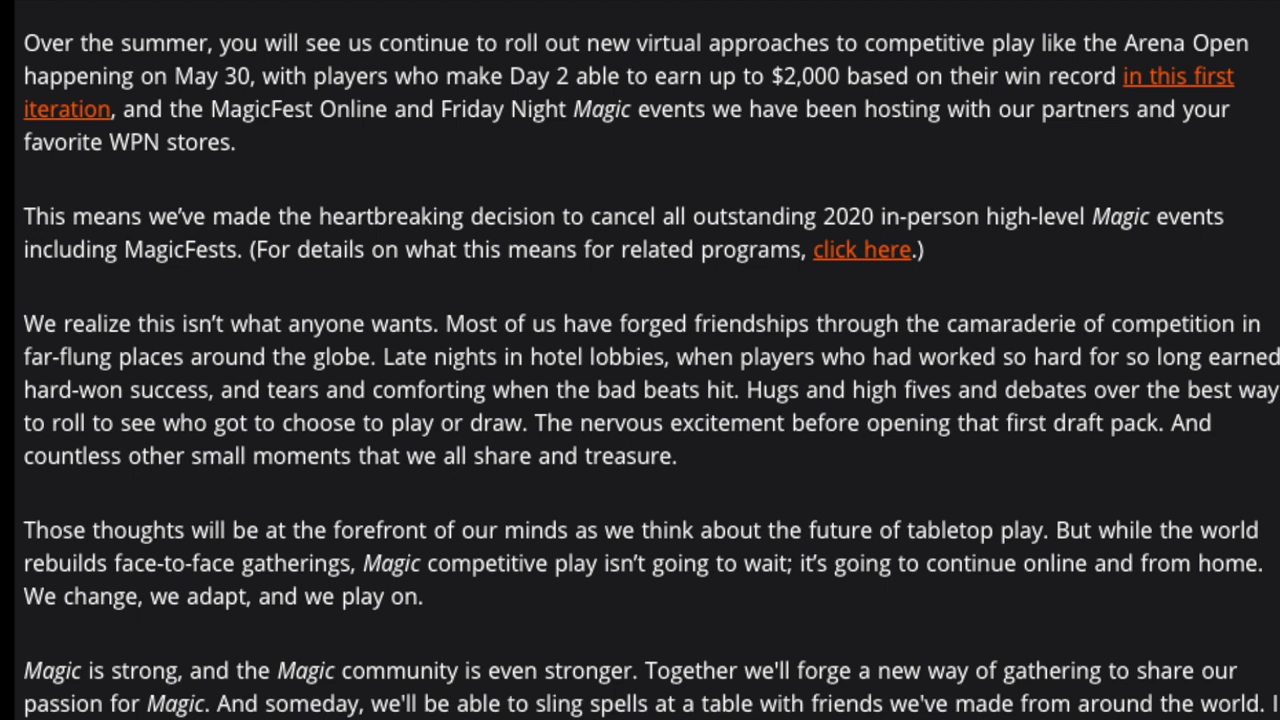 Over the summer, you will see us continue to roll out new virtual approaches to competitive play like the Arena Open
happening on May 30, with players who make Day 2 able to earn up to $2,000 based on their win record in this first
iteration, and the MagicFest Online and Friday Night Magic events we have been hosting with our partners and your
favorite WPN stores.
This means we’ve made the heartbreaking decision to cancel all outstanding 2020 in-person high-level Magic events
including MagicFests. (For details on what this means for related programs, click here.)
We realize this isn’t what anyone wants. Most of us have forged friendships through the camaraderie of competition in
far-flung places around the globe. Late nights in hotel lobbies, when players who had worked so hard for so long earned
hard-won success, and tears and comforting when the bad beats hit. Hugs and high fives and debates over the best way
to roll to see who got to choose to play or draw. The nervous excitement before opening that first draft pack. And
countless other small moments that we all share and treasure.
Those thoughts will be at the forefront of our minds as we think about the future of tabletop play. But while the world
rebuilds face-to-face gatherings, Magic competitive play isn’t going to wait; it’s going to continue online and from home.
We change, we adapt, and we play on.
Magic is strong, and the Magic community is even stronger. Together we'll forge a new way of gathering to share our
passion for Magic. And someday, we'll be able to sling spells at a table with friends we've made from around the world. I